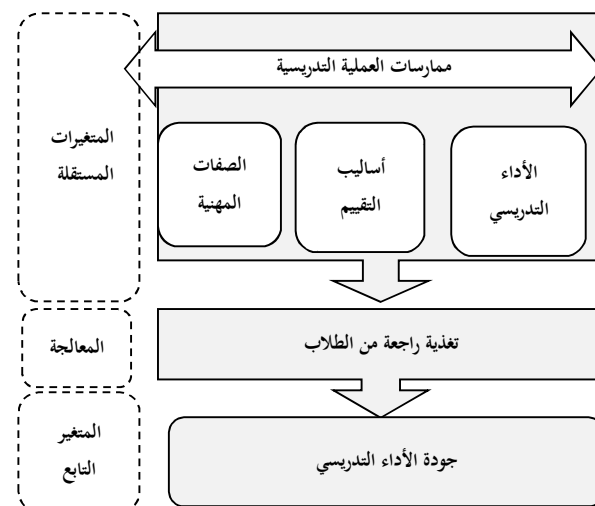 ممارسات العملية التدريسية
الأداء
التدريسي
أساليب
التقييم
الصفات
المهنية
المتغيرات
المستقلة
تغذية راجعة من الطلاب
المعالجة
جودة الأداء التدريسي
المتغير
التابع